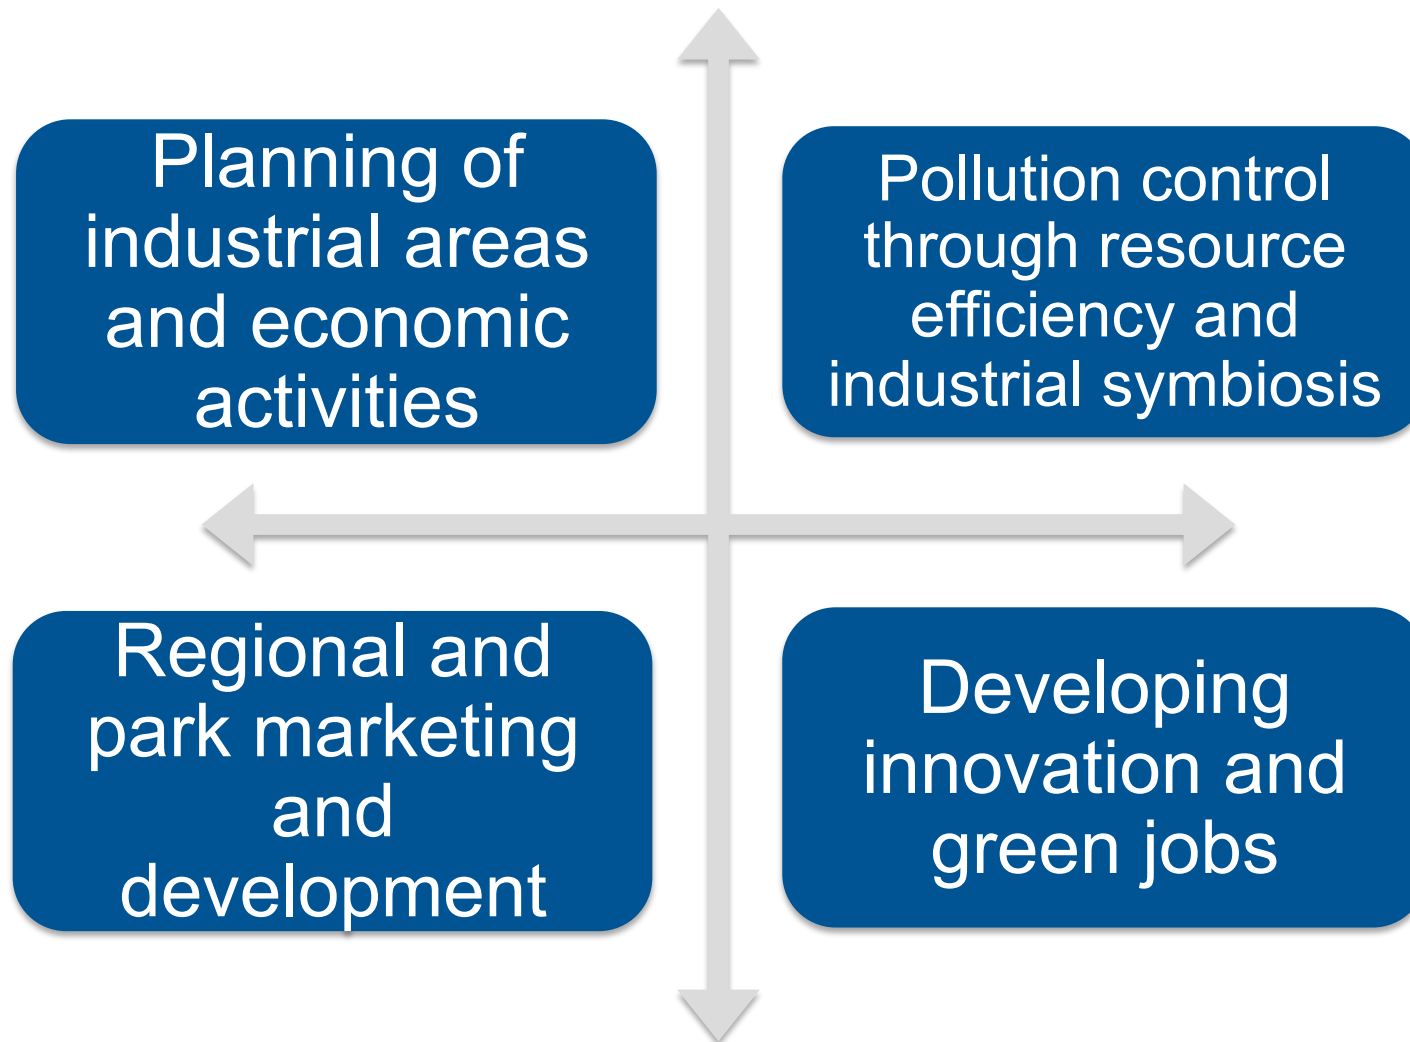 Planning of
industrial areas
and economic
activities
Pollution control
through resource
efficiency and
industrial symbiosis
Regional and
park marketing
and
development
Developing
innovation and
green jobs